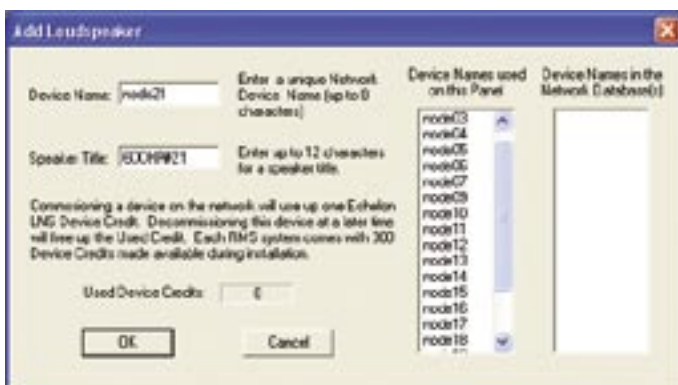 Add Loudspeaker
Device Name: node21
Enter a unique Network
Device Name (up to 8
characters)
Speaker Title:
Enter up to 12 characters
for a speaker title.
Commissioning a device on the network will use up one Echelon
LNS Device Credit. Decommissioning this device at a later time
will free up the Used Credit. Each RMS system comes with 300
Device Credits made available during installation.
Used Device Credits:
OK
Cancel
Device Names used
on this Panel
node03
node04
node05
node06
node07
node09
node10
node11
node12
node13
node14
node15
node16
node17
node18
Device Names in the
Network Database(s)